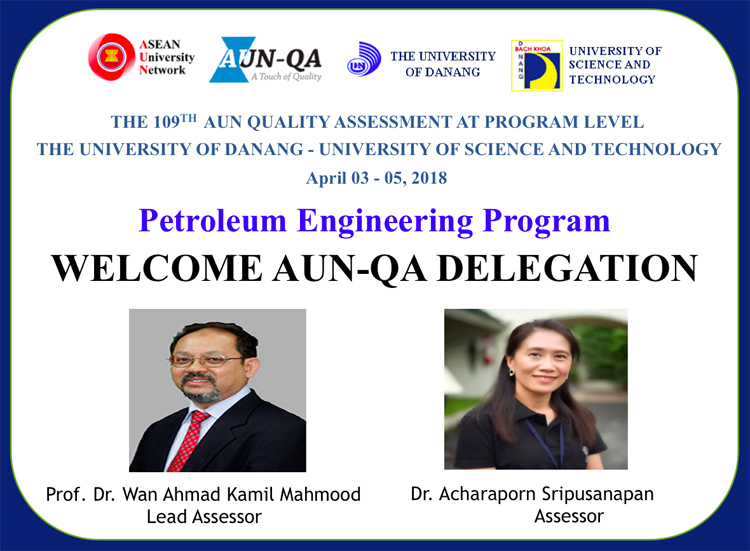 ASEAN
University
Network
AUN-QA
A Touch of Quality
THE UNIVERSITY
OF DANANG
DANANG
BACH KHOA
UNIVERSITY OF
SCIENCE AND
TECHNOLOGY
THE 109TH AUN QUALITY ASSESSMENT AT PROGRAM LEVEL
THE UNIVERSITY OF DANANG - UNIVERSITY OF SCIENCE AND TECHNOLOGY
April 03 - 05, 2018
Petroleum Engineering Program
WELCOME AUN-QA DELEGATION
Prof. Dr. Wan Ahmad Kamil Mahmood
Lead Assessor
Dr. Acharaporn Sripusanapan
Assessor